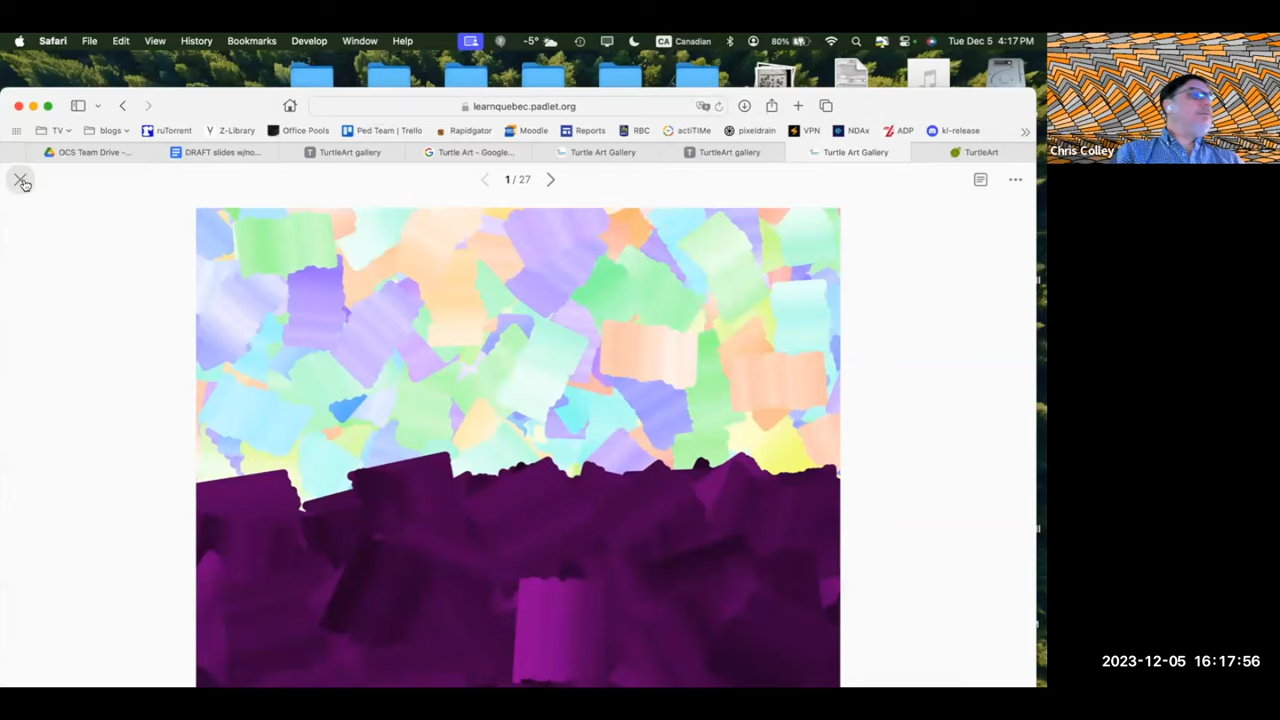 Safari File Edit View History Bookmarks Develop Window Help -5° CA Canadian 80% Tue Dec 5 4:17 PM
learnquebec.padlet.org
TV blogs ruTorrent Z-Library Office Pools Ped Team | Trello Rapidgator Moodle Reports RBC actiTIMe pixeldrain VPN NDAx ADP ki-release
OCS Team Drive -... DRAFT slides w/no... TurtleArt gallery Turtle Art - Google... Turtle Art Gallery TurtleArt gallery Turtle Art Gallery TurtleArt
1 / 27
Chris Colley
2023-12-05 16:17:56